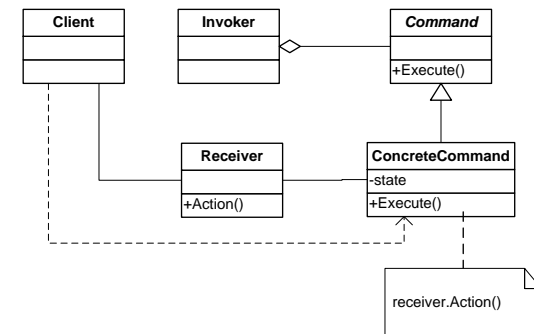 Client
Invoker
Command
+Execute()
Receiver
+Action()
ConcreteCommand
-state
+Execute()
receiver.Action()